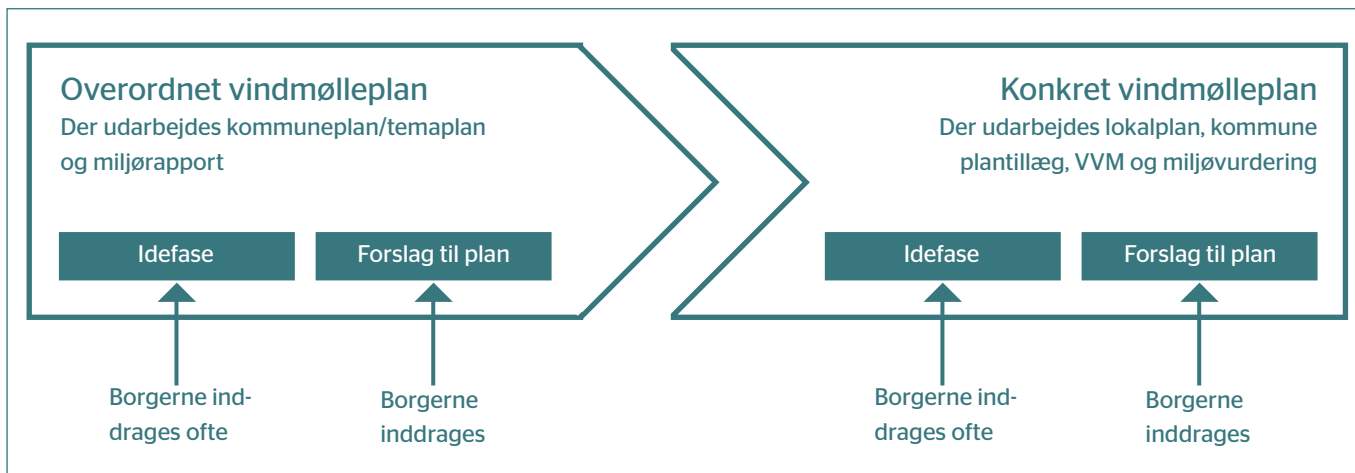 Overordnet vindmølleplan
Der udarbejdes kommuneplan/temaplan
og miljørapport
Idefase
Forslag til plan
Borgerne ind-
drages ofte
Borgerne
inddrages
Konkret vindmølleplan
Der udarbejdes lokalplan, kommune
plantillæg, VVM og miljøvurdering
Idefase
Forslag til plan
Borgerne ind-
drages ofte
Borgerne
inddrages